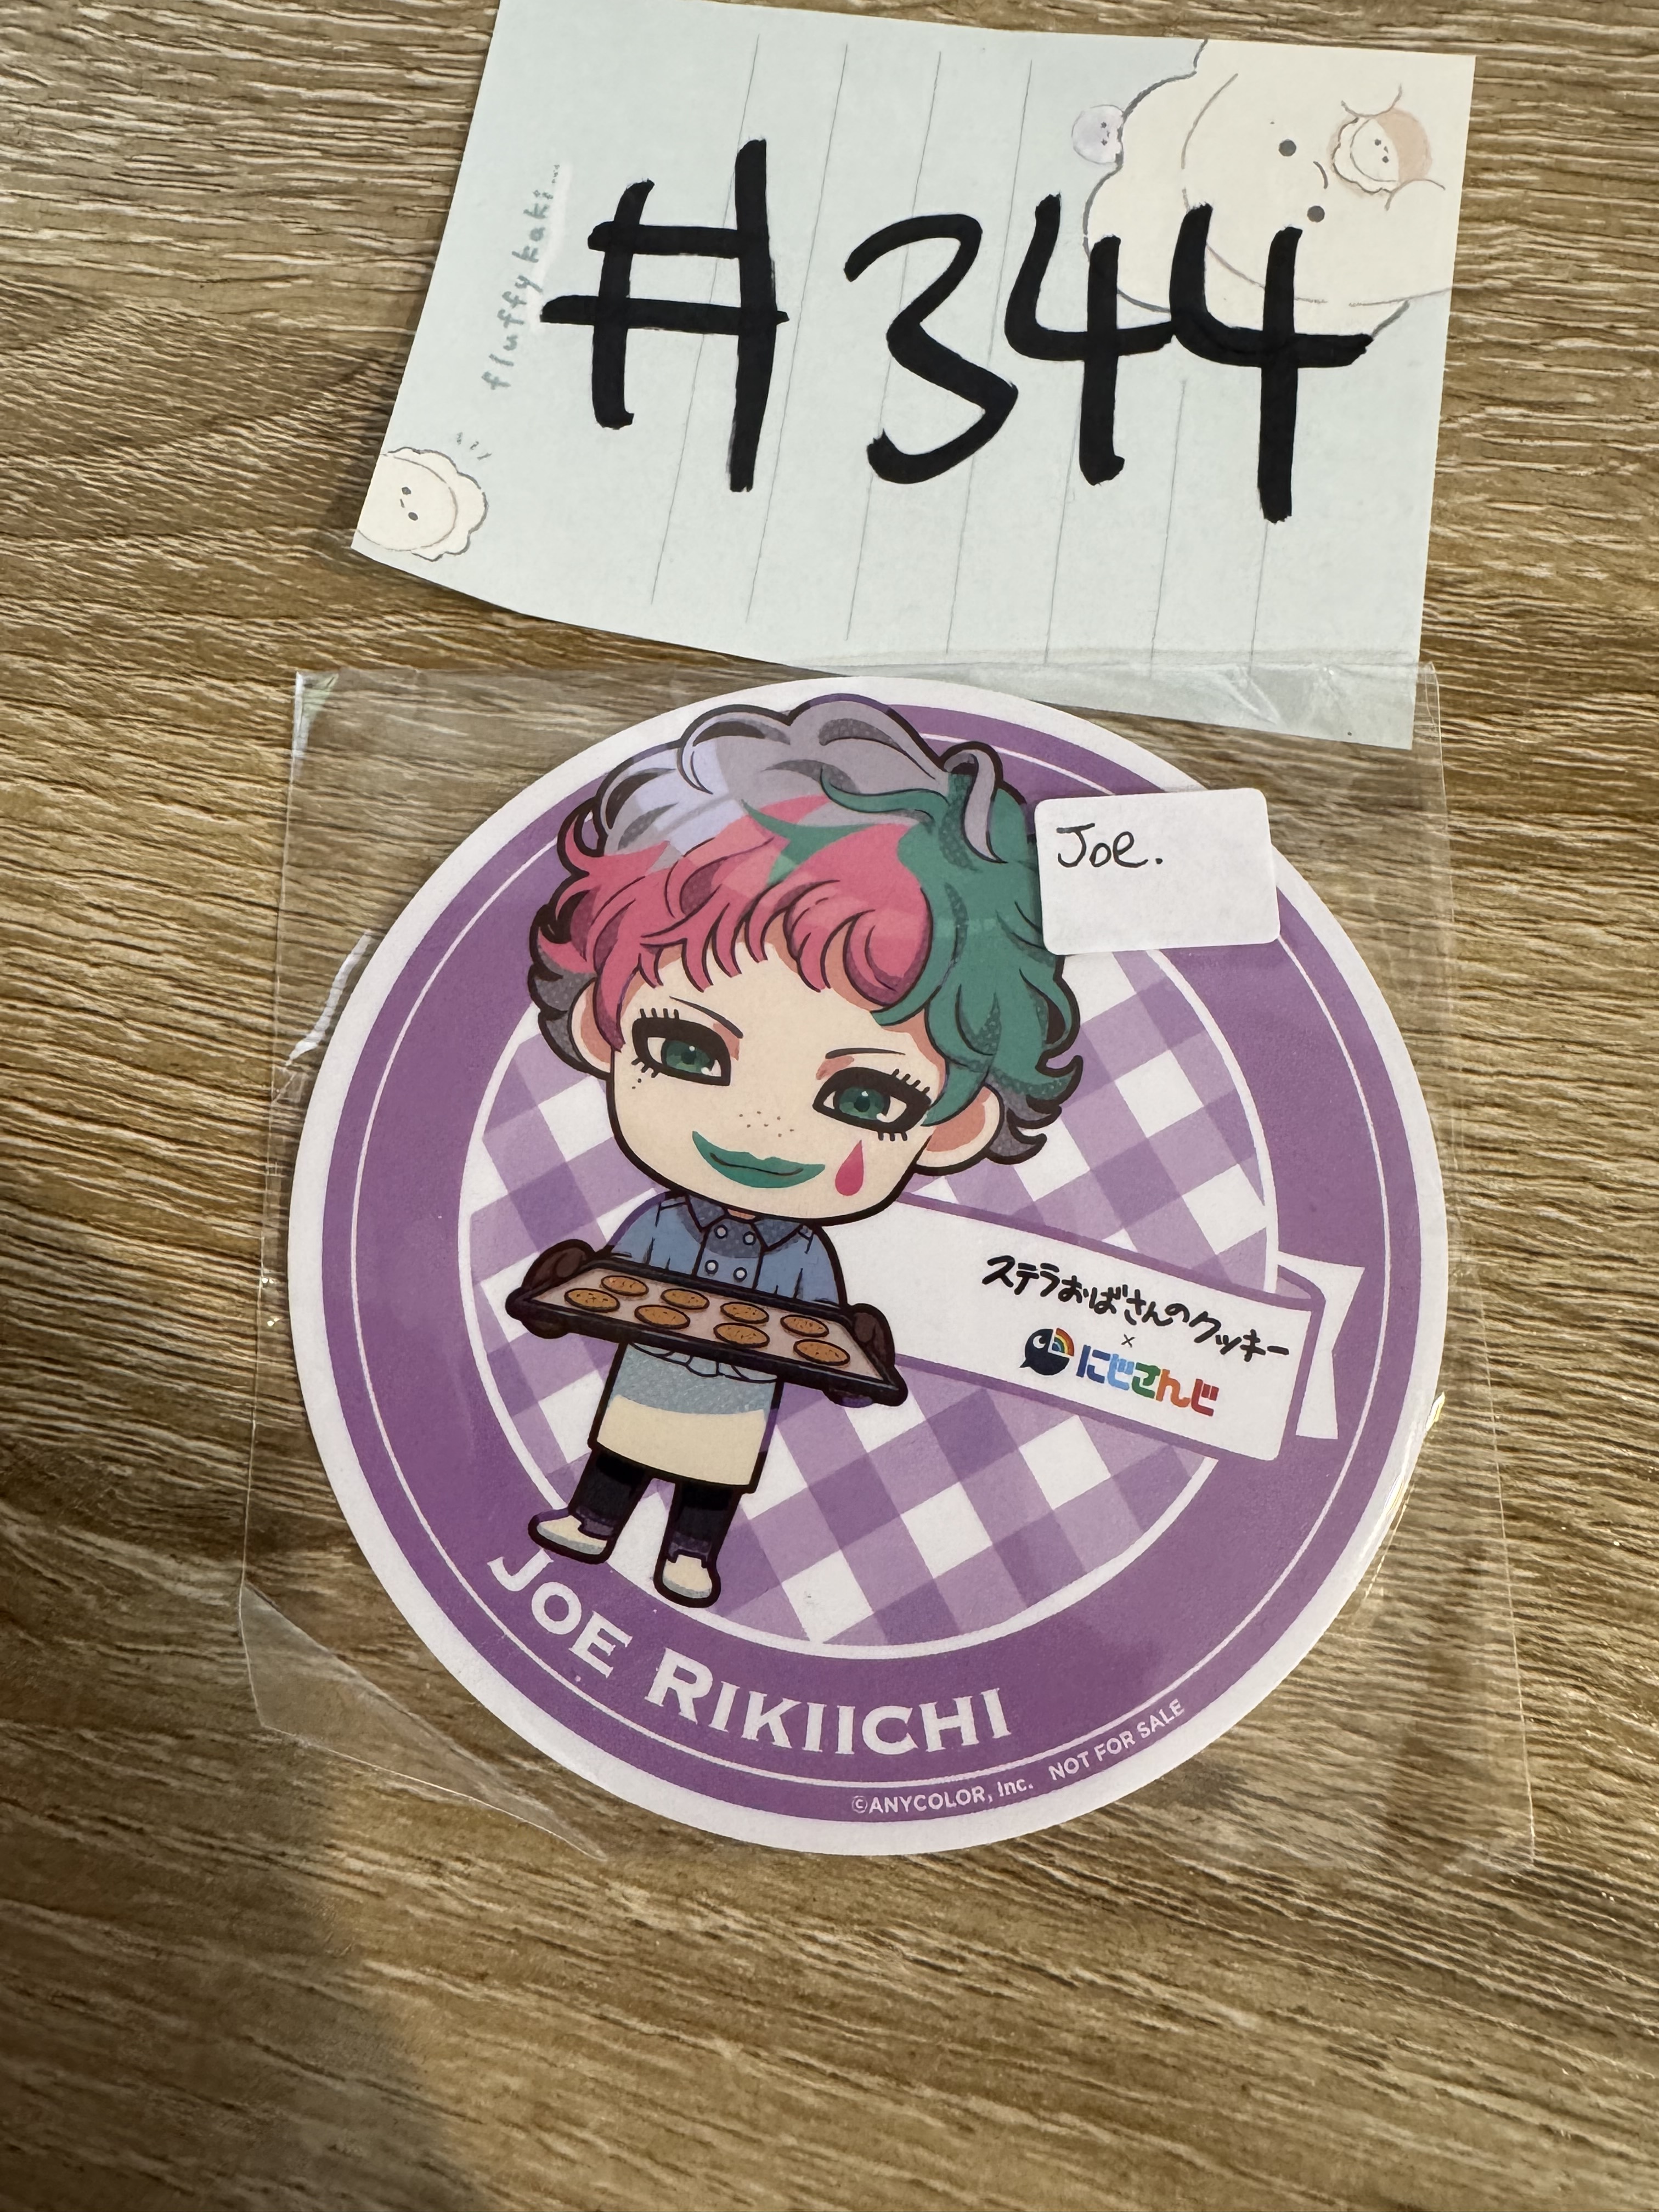 fluffy kaki...
#344
Joe.
ステラおばさんのクッキー
×
にじさんじ
JOE RIKIICHI
©ANYCOLOR, Inc. NOT FOR SALE